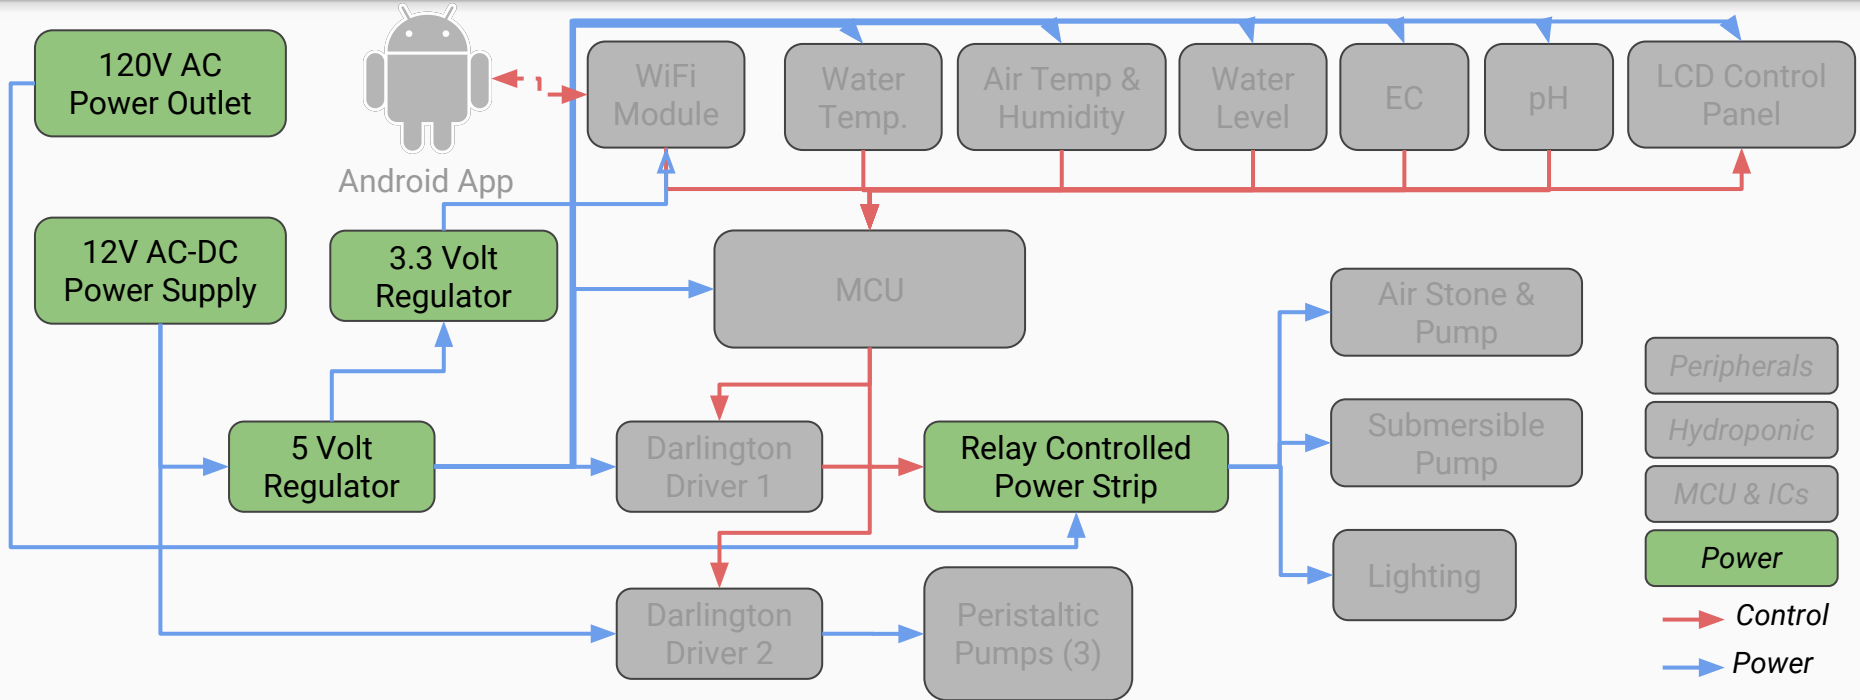 120V AC
Power Outlet
Android App
WiFi
Module
Water
Temp.
Air Temp &
Humidity
Water
Level
EC
pH
LCD Control
Panel
12V AC-DC
Power Supply
3.3 Volt
Regulator
MCU
Air Stone &
Pump
5 Volt
Regulator
Darlington
Driver 1
Relay Controlled
Power Strip
Submersible
Pump
Lighting
Darlington
Driver 2
Peristaltic
Pumps (3)
Peripherals
Hydroponic
MCU & ICs
Power
Control
Power